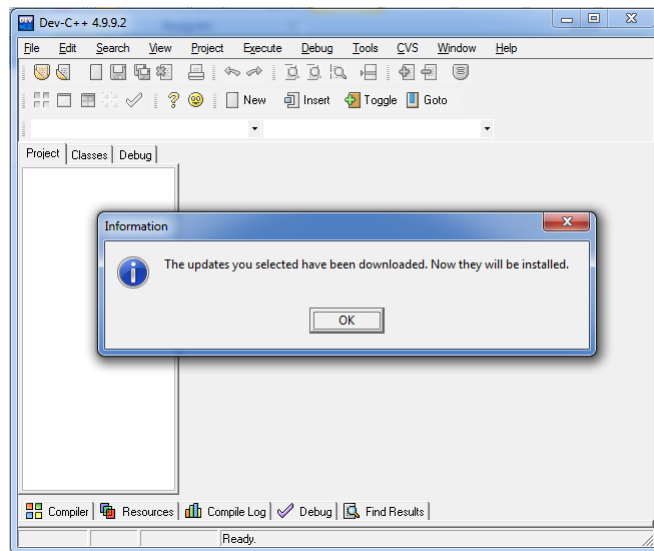 Dev-C++ 4.9.9.2
File Edit Search View Project Execute Debug Tools CVS Window Help
New Insert Toggle Goto
Project Classes Debug
Information
The updates you selected have been downloaded. Now they will be installed.
OK
Compiler Resources Compile Log Debug Find Results
Ready.